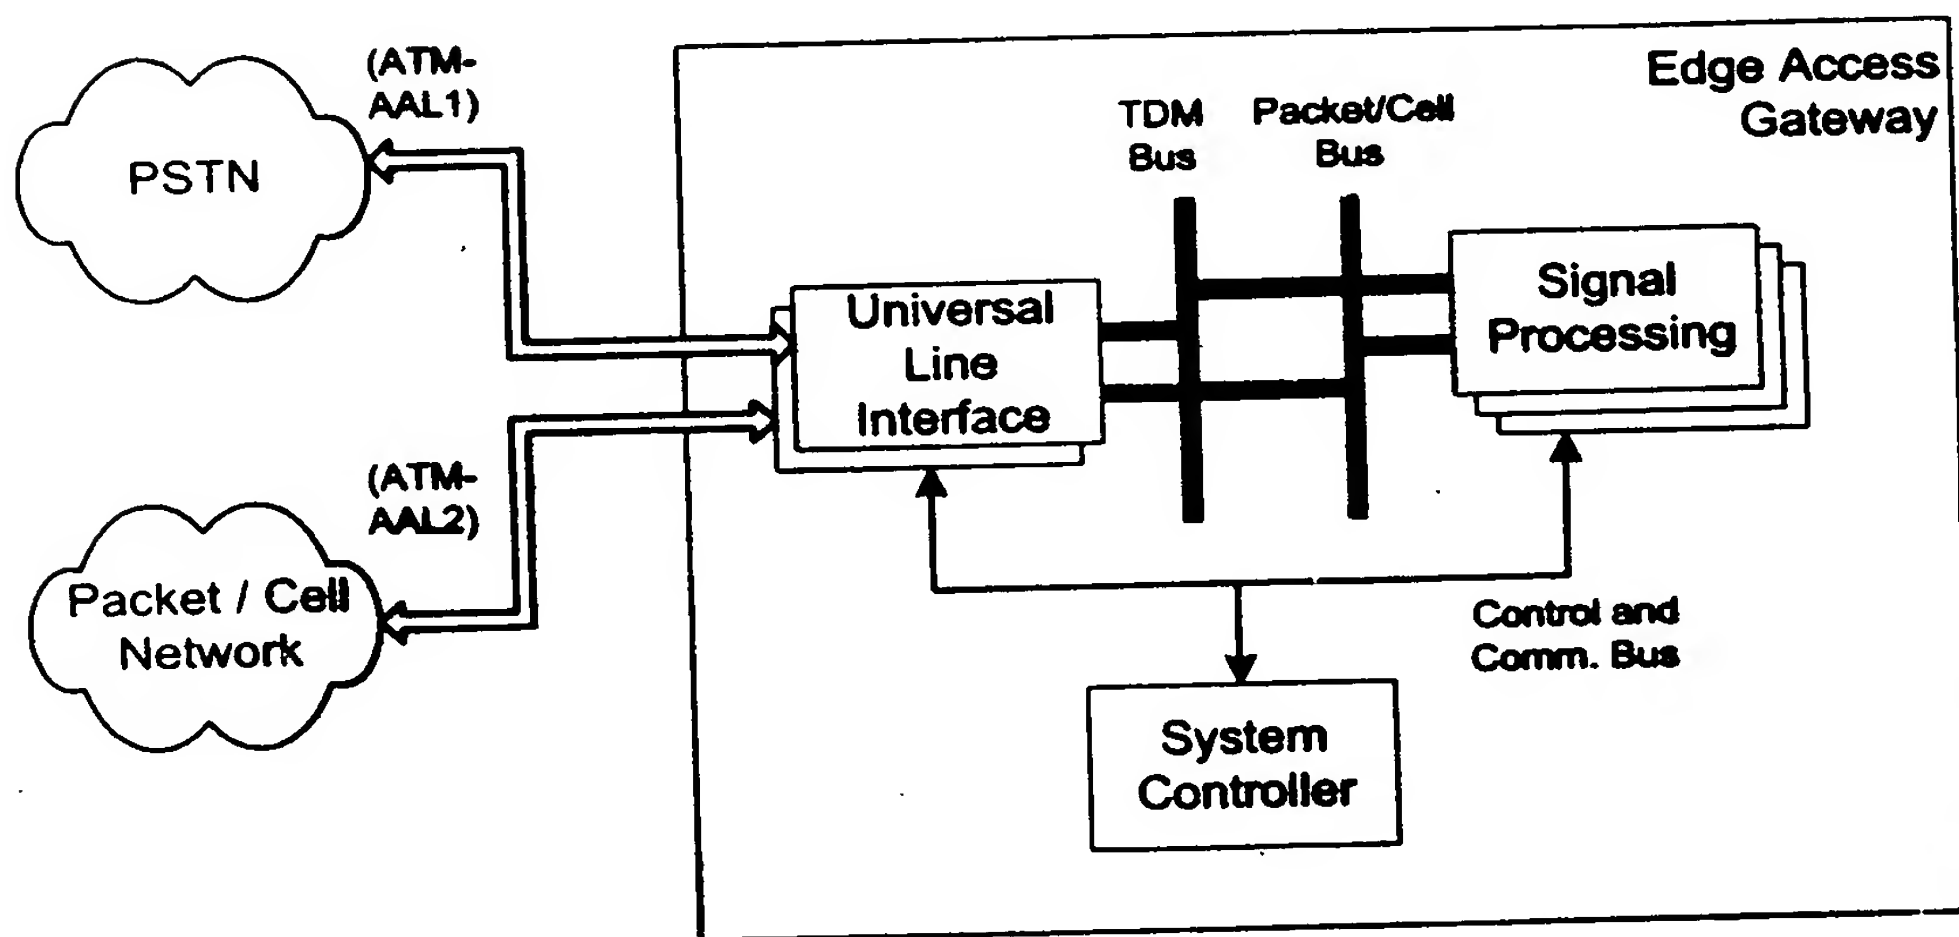 (ATM-
AAL1)
PSTN
Edge Access
Gateway
TDM
Bus
Packet/Cell
Bus
Signal
Processing
Universal
Line
Interface
(ATM-
AAL2)
Packet / Cell
Network
Control and
Comm. Bus
System
Controller